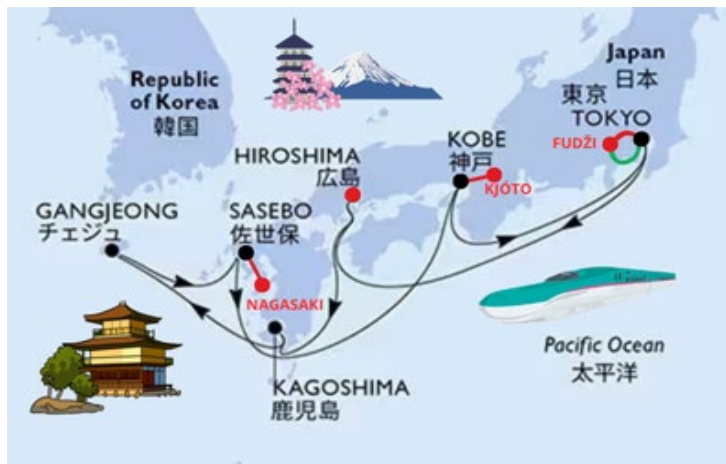 Japan
日本
Republic
of Korea
韓国
東京
TOKYO
FUDŽI
KOBE
神戸
KJÓTO
HIROSHIMA
広島
GANGJEONG
チェジュ
SASEBO
佐世保
NAGASAKI
Pacific Ocean
太平洋
KAGOSHIMA
鹿児島